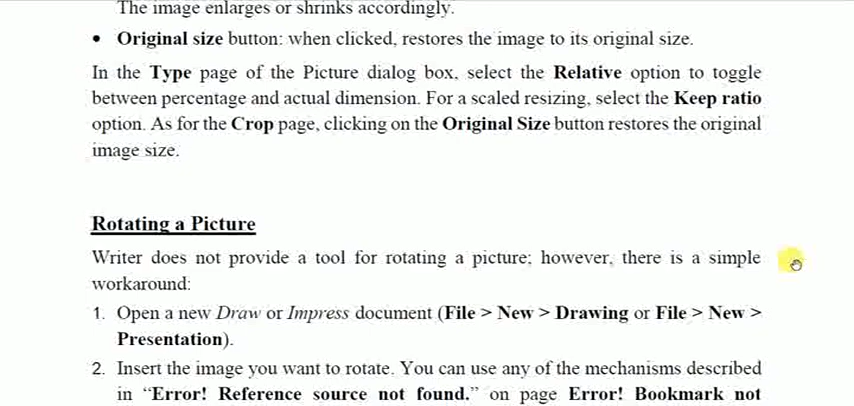 The image enlarges or shrinks accordingly.
• Original size button: when clicked, restores the image to its original size.
In the Type page of the Picture dialog box, select the Relative option to toggle
between percentage and actual dimension. For a scaled resizing, select the Keep ratio
option. As for the Crop page, clicking on the Original Size button restores the original
image size.
Rotating a Picture
Writer does not provide a tool for rotating a picture; however, there is a simple
workaround:
1. Open a new Draw or Impress document (File > New > Drawing or File > New >
Presentation).
2. Insert the image you want to rotate. You can use any of the mechanisms described
in “Error! Reference source not found.” on page Error! Bookmark not